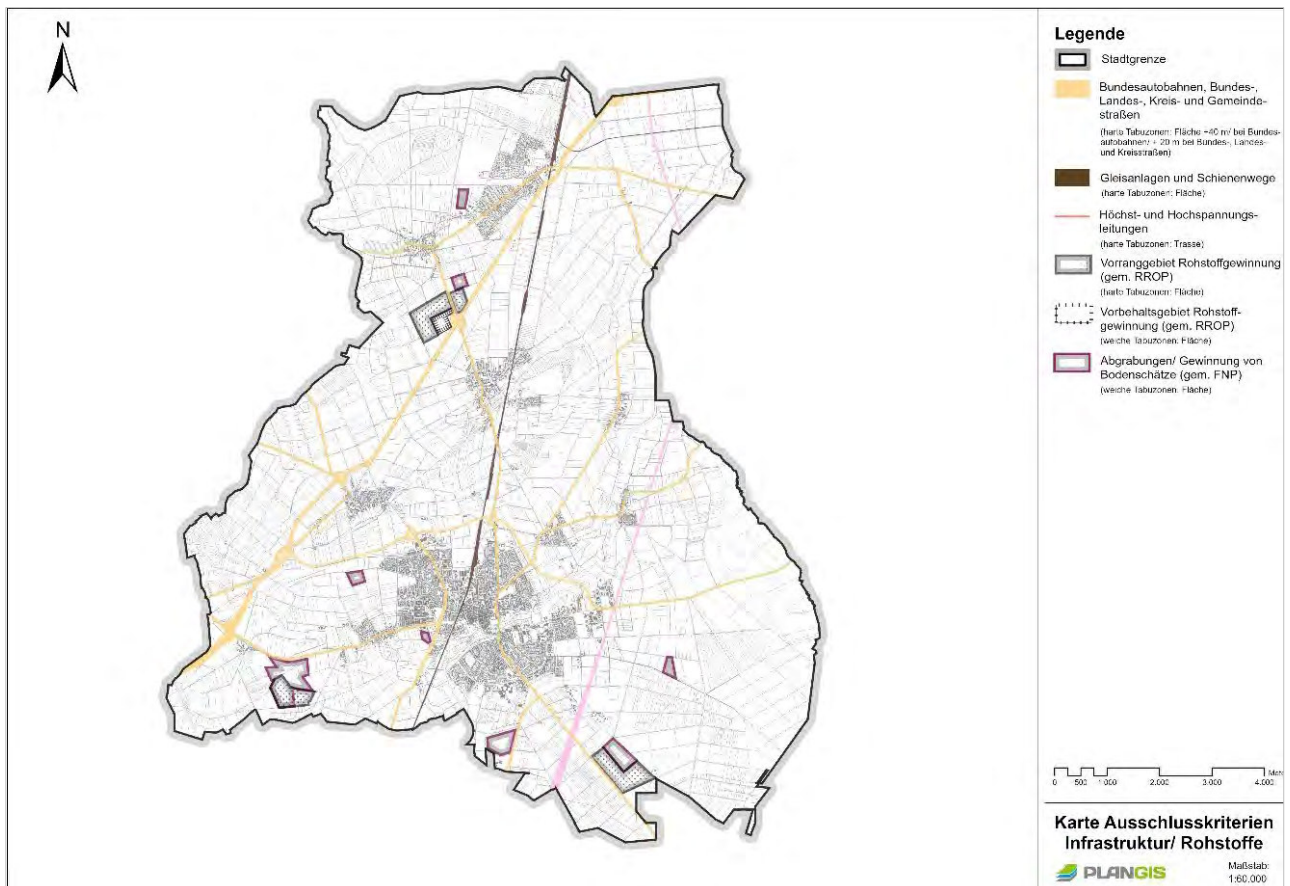 N
Legende
Stadtgrenze
Bundesautobahnen, Bundes-,
Landes-, Kreis- und Gemeinde-
straßen
(harte Tabuzonen: Fläche +40 m/ bei Bundes-
autobahnen/ + 20 m bei Bundes-, Landes-
und Kreisstraßen)
Gleisanlagen und Schienenwege
(harte Tabuzonen: Fläche)
Höchst- und Hochspannungs-
leitungen
(harte Tabuzonen: Trasse)
Vorranggebiet Rohstoffgewinnung
(gem. RROP)
(harte Tabuzonen: Fläche)
Vorbehaltsgebiet Rohstoff-
gewinnung (gem. RROP)
(weiche Tabuzonen: Fläche)
Abgrabungen/ Gewinnung von
Bodenschätze (gem. FNP)
(weiche Tabuzonen: Fläche)
0 500 1.000 2.000 3.000 4.000
Karte Ausschlusskriterien
Infrastruktur/ Rohstoffe
PLANGIS
Maßstab:
1:60.000